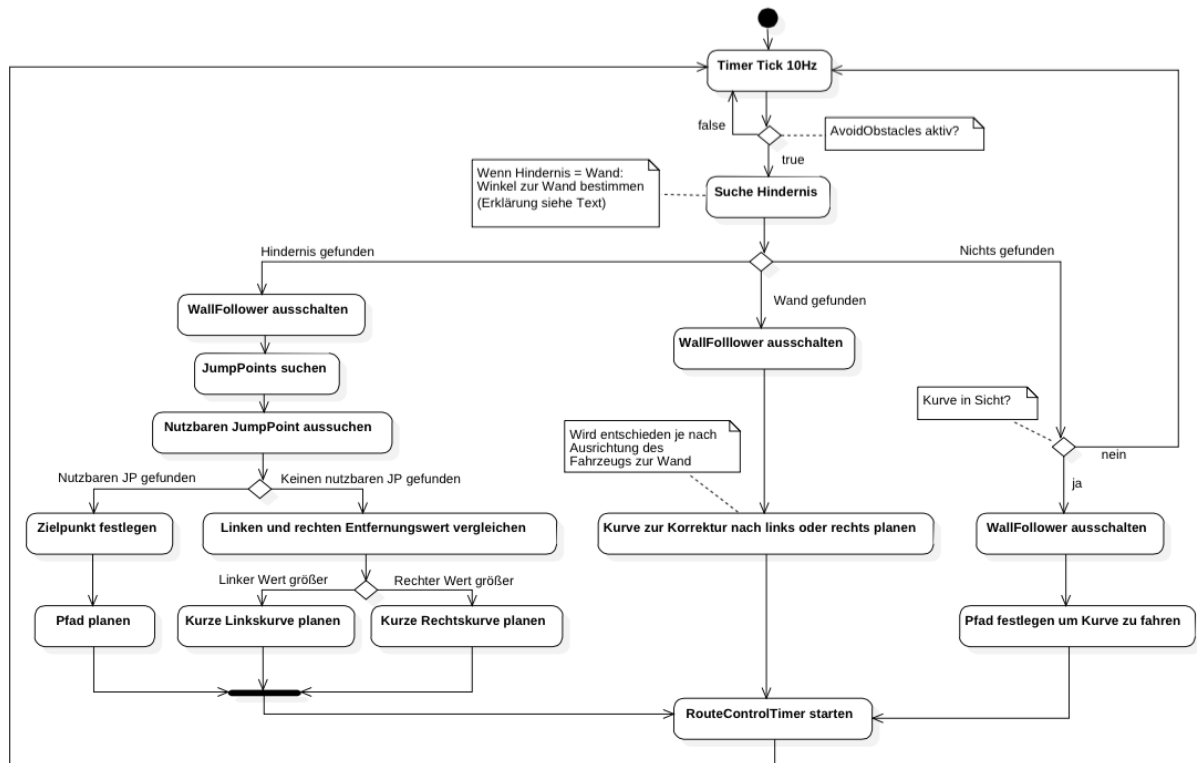 Timer Tick 10Hz
false
AvoidObstacles aktiv?
true
Wenn Hindernis = Wand:
Winkel zur Wand bestimmen
(Erklärung siehe Text)
Suche Hindernis
Hindernis gefunden
Nichts gefunden
Wand gefunden
WallFollower ausschalten
WallFolllower ausschalten
JumpPoints suchen
Kurve in Sicht?
Nutzbaren JumpPoint aussuchen
Wird entschieden je nach
Ausrichtung des
Fahrzeugs zur Wand
nein
Nutzbaren JP gefunden
Keinen nutzbaren JP gefunden
ja
Zielpunkt festlegen
Linken und rechten Entfernungswert vergleichen
Kurve zur Korrektur nach links oder rechts planen
WallFollower ausschalten
Linker Wert größer
Rechter Wert größer
Pfad planen
Kurze Linkskurve planen
Kurze Rechtskurve planen
Pfad festlegen um Kurve zu fahren
RouteControlTimer starten